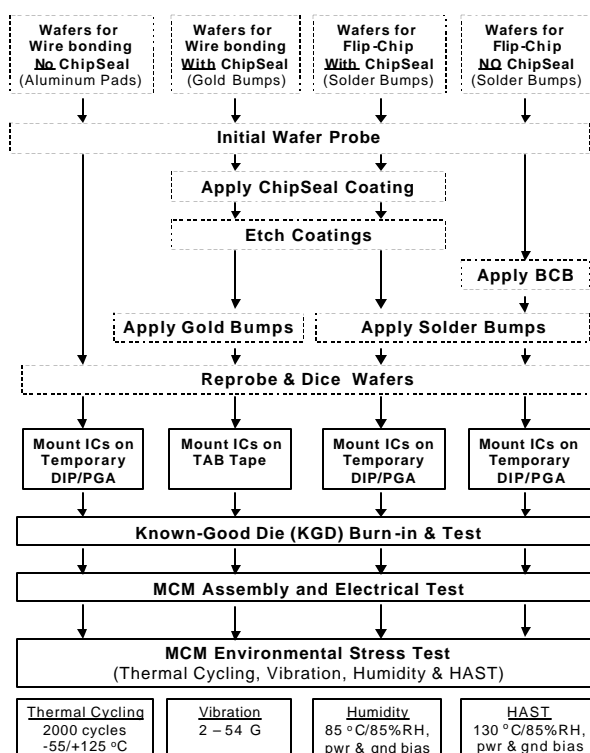 Wafers for
Wire bonding
No ChipSeal
(Aluminum Pads)
Wafers for
Wire bonding
With ChipSeal
(Gold Bumps)
Wafers for
Flip-Chip
With ChipSeal
(Solder Bumps)
Wafers for
Flip-Chip
NO ChipSeal
(Solder Bumps)
Initial Wafer Probe
Apply ChipSeal Coating
Etch Coatings
Apply BCB
Apply Gold Bumps
Apply Solder Bumps
Reprobe & Dice Wafers
Mount ICs on
Temporary
DIP/PGA
Mount ICs on
TAB Tape
Mount ICs on
Temporary
DIP/PGA
Mount ICs on
Temporary
DIP/PGA
Known-Good Die (KGD) Burn-in & Test
MCM Assembly and Electrical Test
MCM Environmental Stress Test
(Thermal Cycling, Vibration, Humidity & HAST)
Thermal Cycling
2000 cycles
-55/+125 °C
Vibration
2 – 54 G
Humidity
85 °C/85%RH,
pwr & gnd bias
HAST
130 °C/85%RH,
pwr & gnd bias